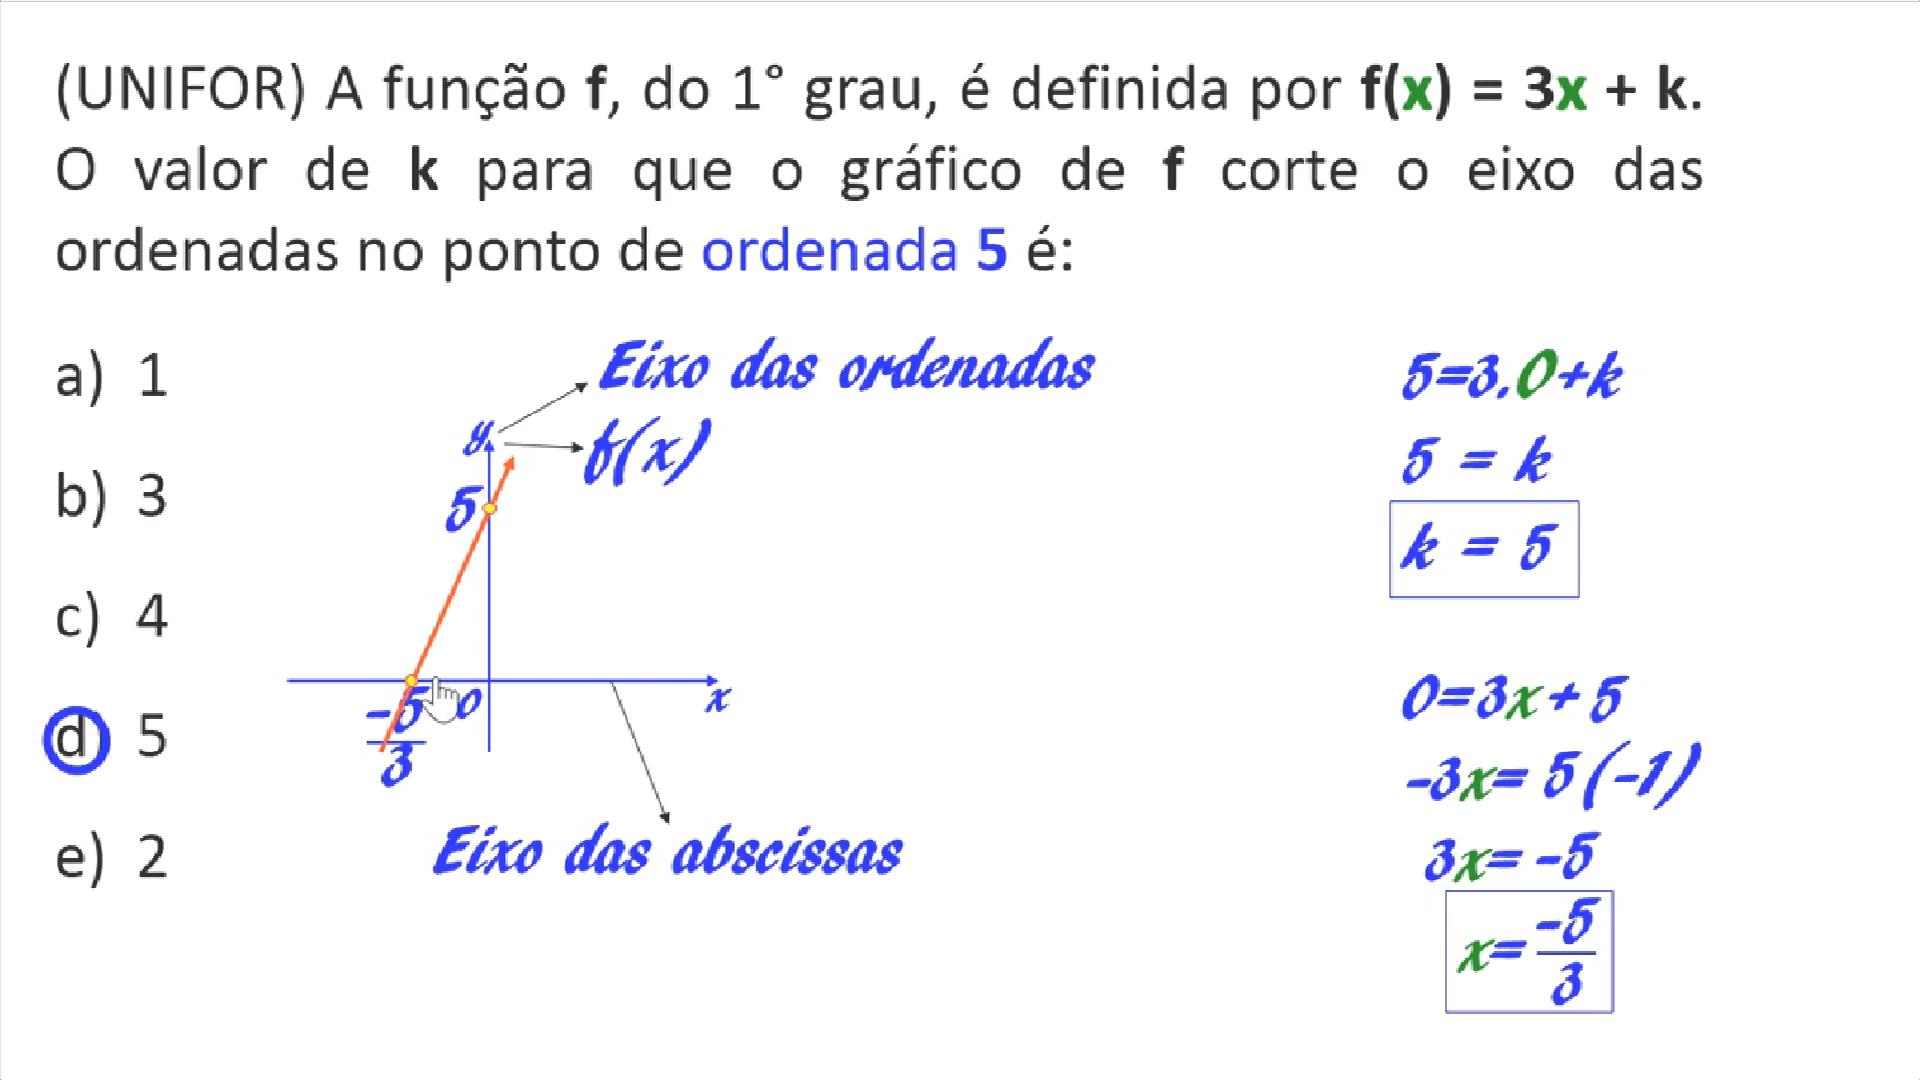 (UNIFOR) A função f, do 1° grau, é definida por f(x) = 3x + k.
O valor de k para que o gráfico de f corte o eixo das
ordenadas no ponto de ordenada 5 é:
a) 1
b) 3
c) 4
d) 5
e) 2
Eixo das ordenadas
y
f(x)
5
-5/3
0
x
Eixo das abscissas
5=3.0+k
5 = k
k = 5
0=3x+5
-3x= 5(-1)
3x= -5
x= -5/3